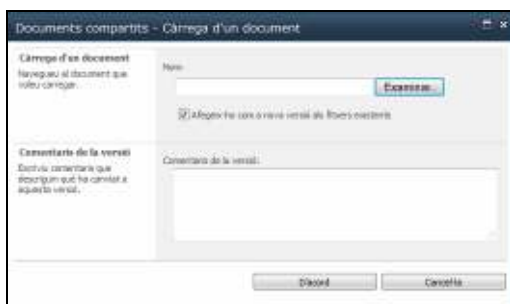 Documents compartits - Càrrega d'un document
Càrrega d'un document
Navegueu al document que
voleu carregar.
Nom:
Examinar...
Afegeix-ho com a nova versió als fitxers existents
Comentaris de la versió
Escriviu comentaris que
descriguin què ha canviat a
aquesta versió.
Comentaris de la versió:
D'acord
Cancel·la